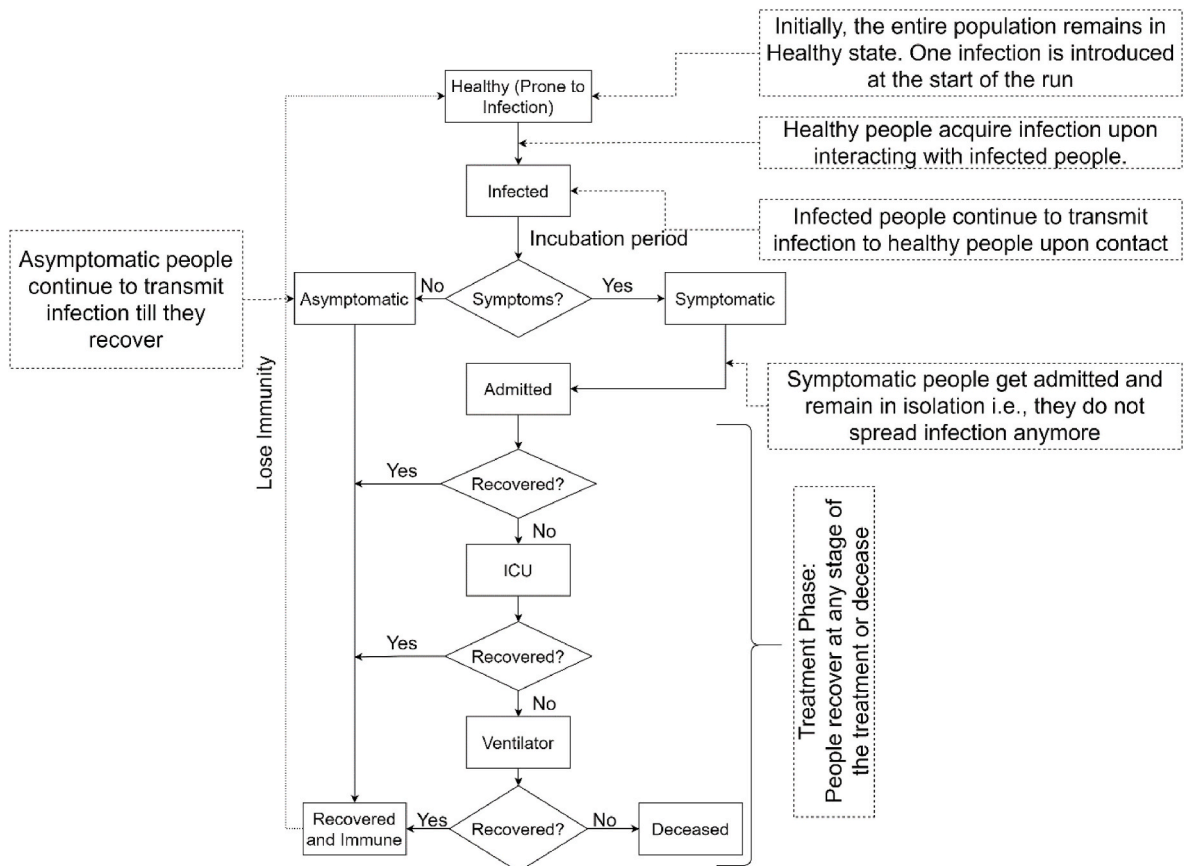 Initially, the entire population remains in
Healthy state. One infection is introduced
at the start of the run
Healthy (Prone to
Infection)
Healthy people acquire infection upon
interacting with infected people.
Infected
Infected people continue to transmit
infection to healthy people upon contact
Incubation period
Asymptomatic people
continue to transmit
infection till they
recover
Asymptomatic
No
Symptoms?
Yes
Symptomatic
Lose Immunity
Admitted
Symptomatic people get admitted and
remain in isolation i.e., they do not
spread infection anymore
Yes
Recovered?
No
ICU
Yes
Recovered?
No
Ventilator
Treatment Phase:
People recover at any stage of
the treatment or decease
Recovered
and Immune
Yes
Recovered?
No
Deceased